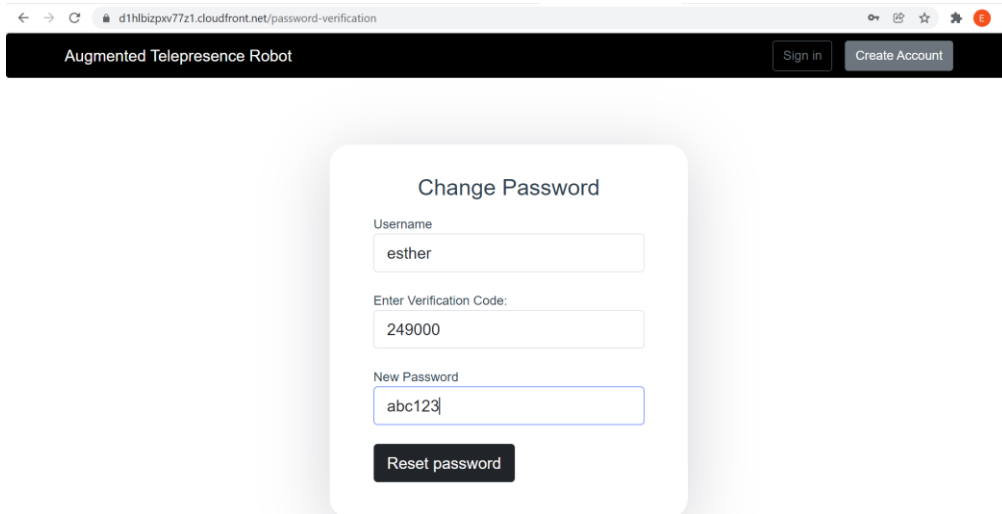 d1hlbizpxv77z1.cloudfront.net/password-verification
E
Augmented Telepresence Robot
Sign in
Create Account
Change Password
Username
esther
Enter Verification Code:
249000
New Password
abc123
Reset password